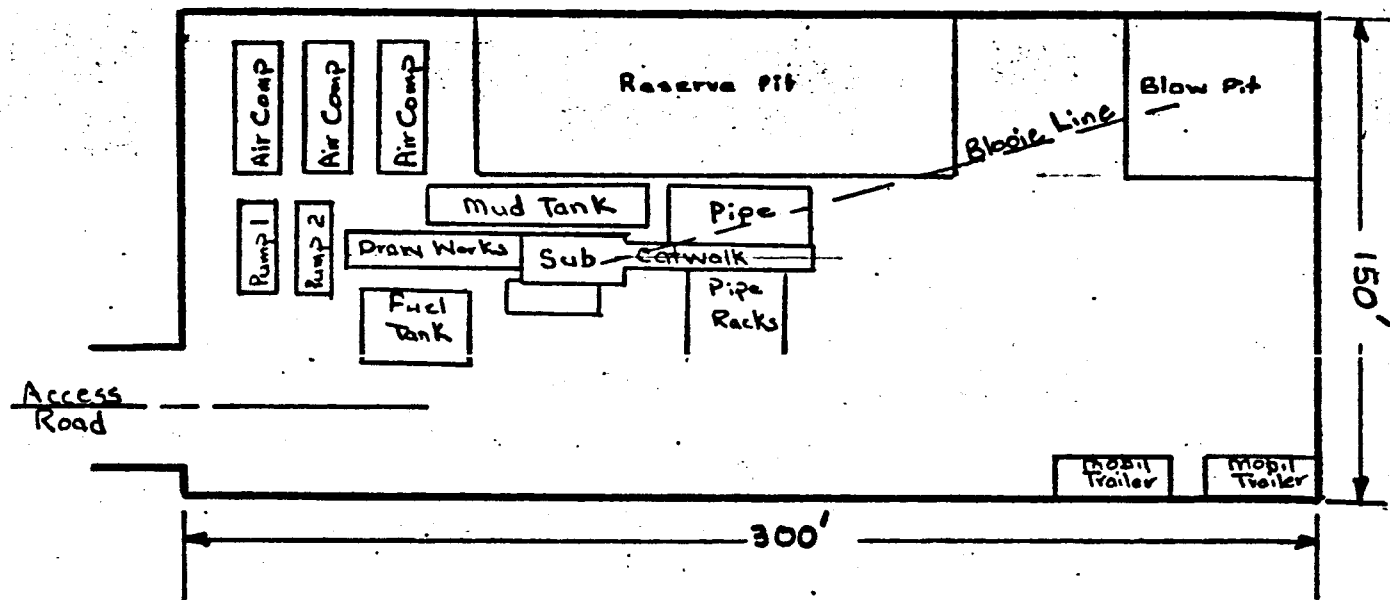 Air Comp
Air Comp
Air Comp
Reserve Pit
Blow Pit
Blooie Line
Mud Tank
Pipe
Pump 1
Pump 2
Draw Works
Sub
Catwalk
Fuel
Tank
Pipe
Racks
150'
Access
Road
Mobil
Trailer
Mobil
Trailer
300'